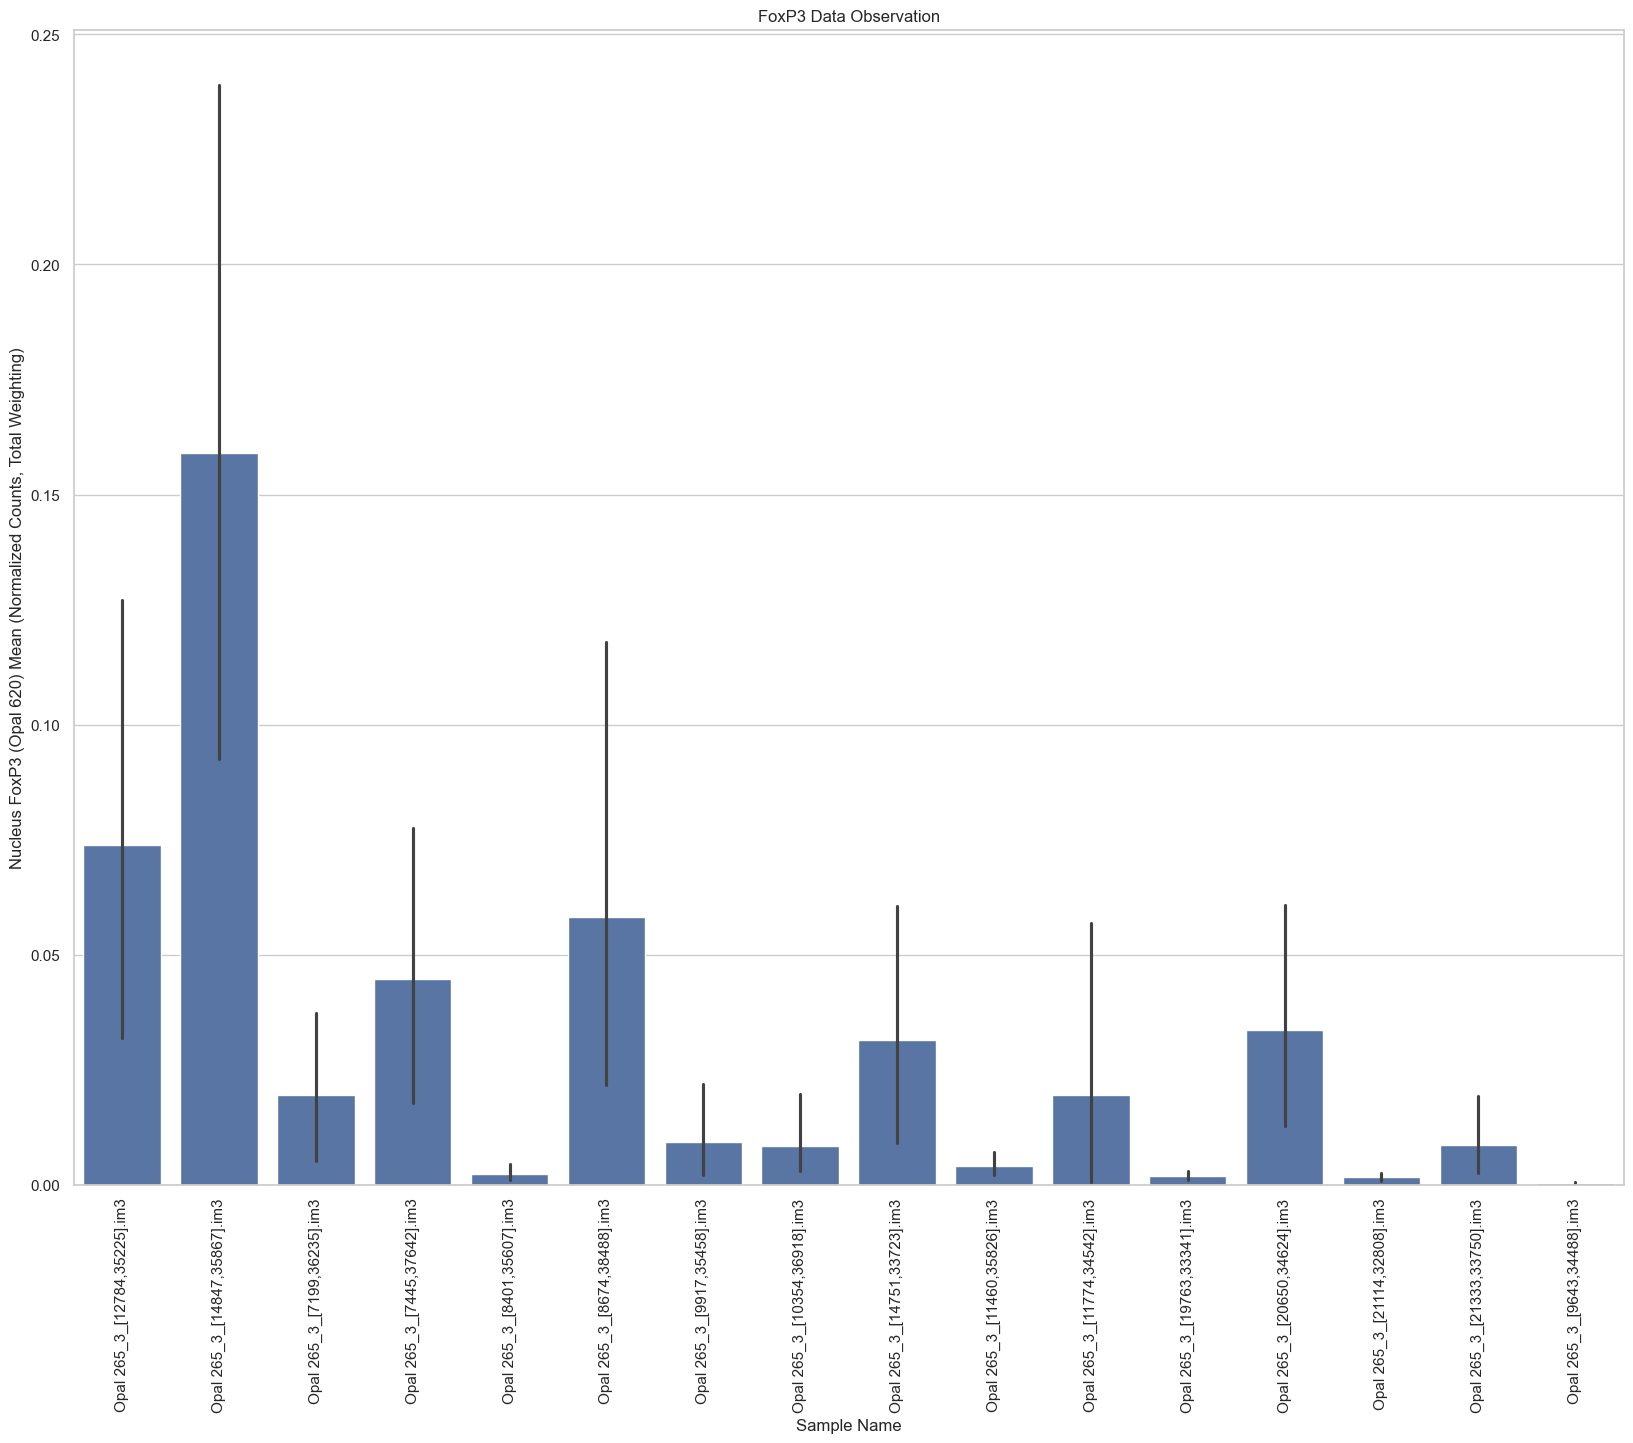 FoxP3 Data Observation
Nucleus FoxP3 (Opal 620) Mean (Normalized Counts, Total Weighting)
0.25
0.20
0.15
0.10
0.05
0.00
Opal 265_3_[12784,35225].im3
Opal 265_3_[14847,35867].im3
Opal 265_3_[7199,36235].im3
Opal 265_3_[7445,37642].im3
Opal 265_3_[8401,35607].im3
Opal 265_3_[8674,38488].im3
Opal 265_3_[9917,35458].im3
Opal 265_3_[10354,36918].im3
Opal 265_3_[14751,33723].im3
Opal 265_3_[11460,35826].im3
Opal 265_3_[11774,34542].im3
Opal 265_3_[19763,33341].im3
Opal 265_3_[20650,34624].im3
Opal 265_3_[21114,32808].im3
Opal 265_3_[21333,33750].im3
Opal 265_3_[9643,34488].im3
Sample Name